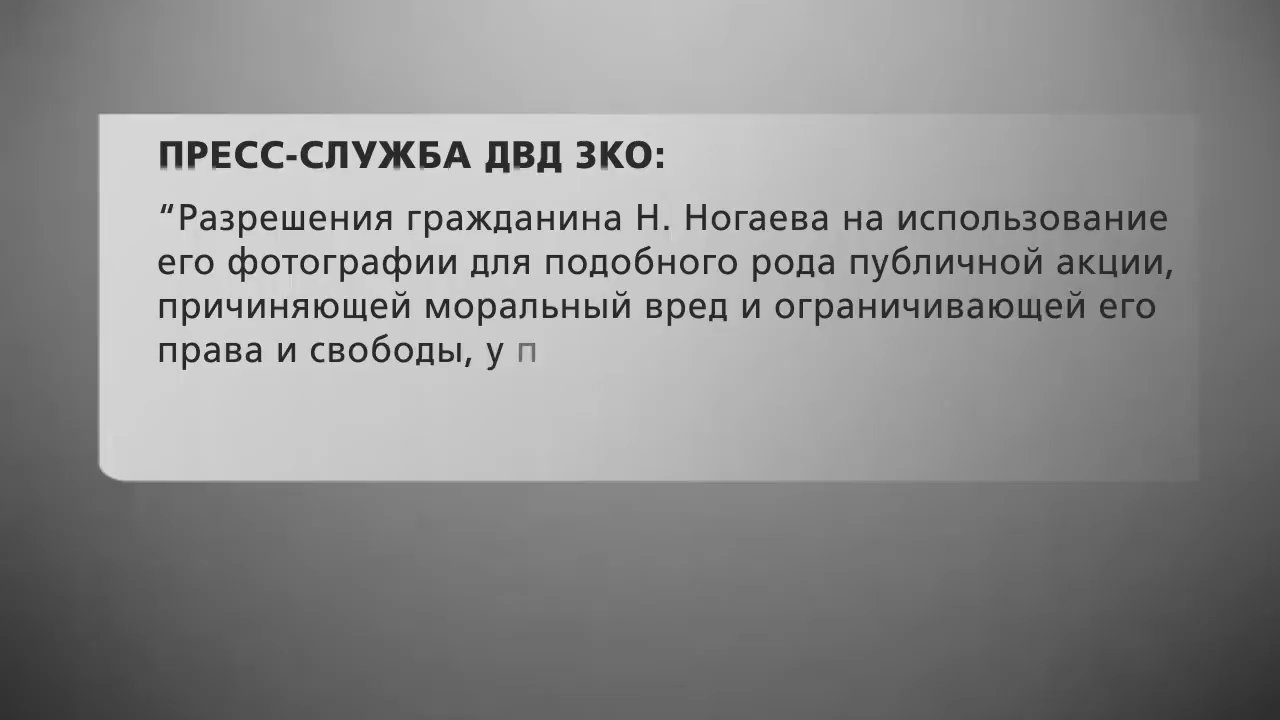 ПРЕСС-СЛУЖБА ДВД ЗКО:
“Разрешения гражданина Н. Ногаева на использование
его фотографии для подобного рода публичной акции,
причиняющей моральный вред и ограничивающей его
права и свободы, у п